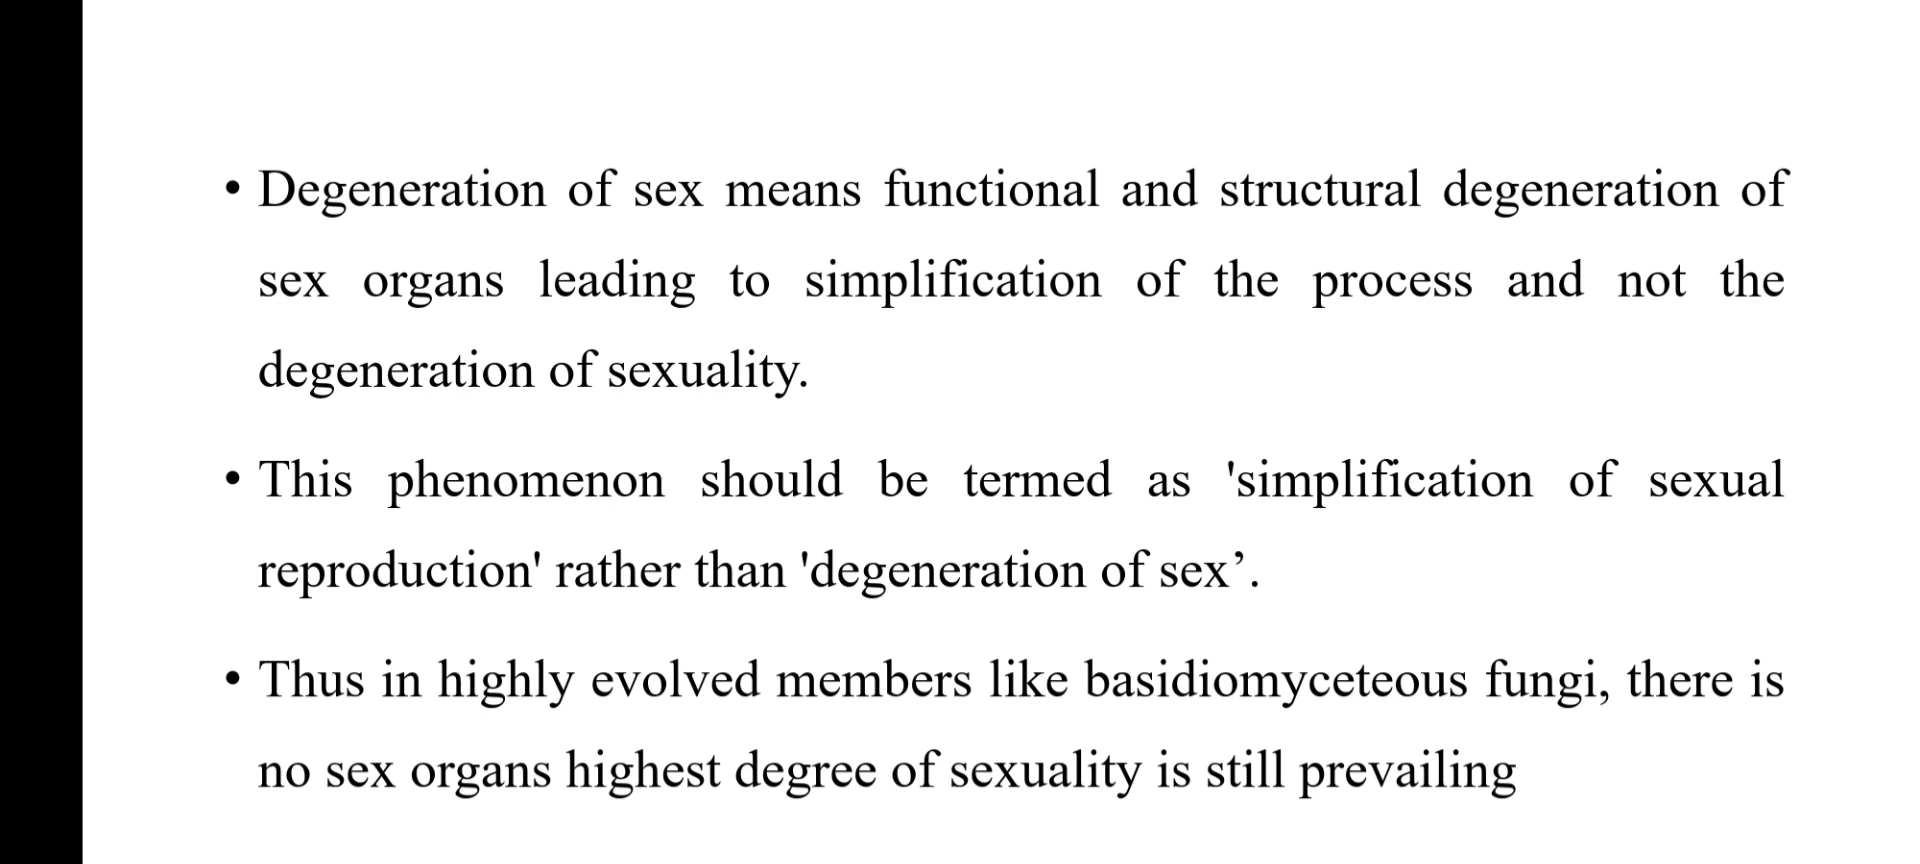 • Degeneration of sex means functional and structural degeneration of
sex organs leading to simplification of the process and not the
degeneration of sexuality.
• This phenomenon should be termed as 'simplification of sexual
reproduction' rather than 'degeneration of sex’.
• Thus in highly evolved members like basidiomyceteous fungi, there is
no sex organs highest degree of sexuality is still prevailing